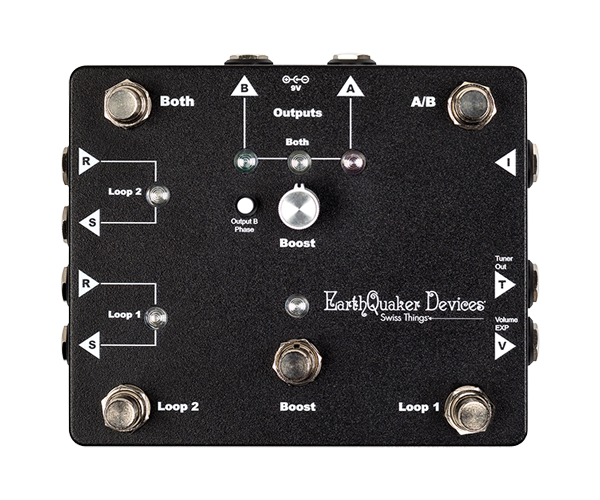 B
9V
A
Both
Outputs
A/B
Both
R
I
Loop 2
S
Output B
Phase
Boost
Tuner
Out
R
T
EarthQuaker Devices
Swiss Things
Loop 1
Volume
EXP
S
V
Loop 2
Boost
Loop 1